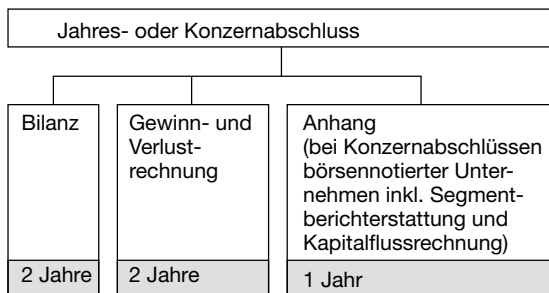 Jahres- oder Konzernabschluss
Bilanz
2 Jahre
Gewinn- und
Verlust-
rechnung
2 Jahre
Anhang
(bei Konzernabschlüssen
börsennotierter Unter-
nehmen inkl. Segment-
berichterstattung und
Kapitalflussrechnung)
1 Jahr